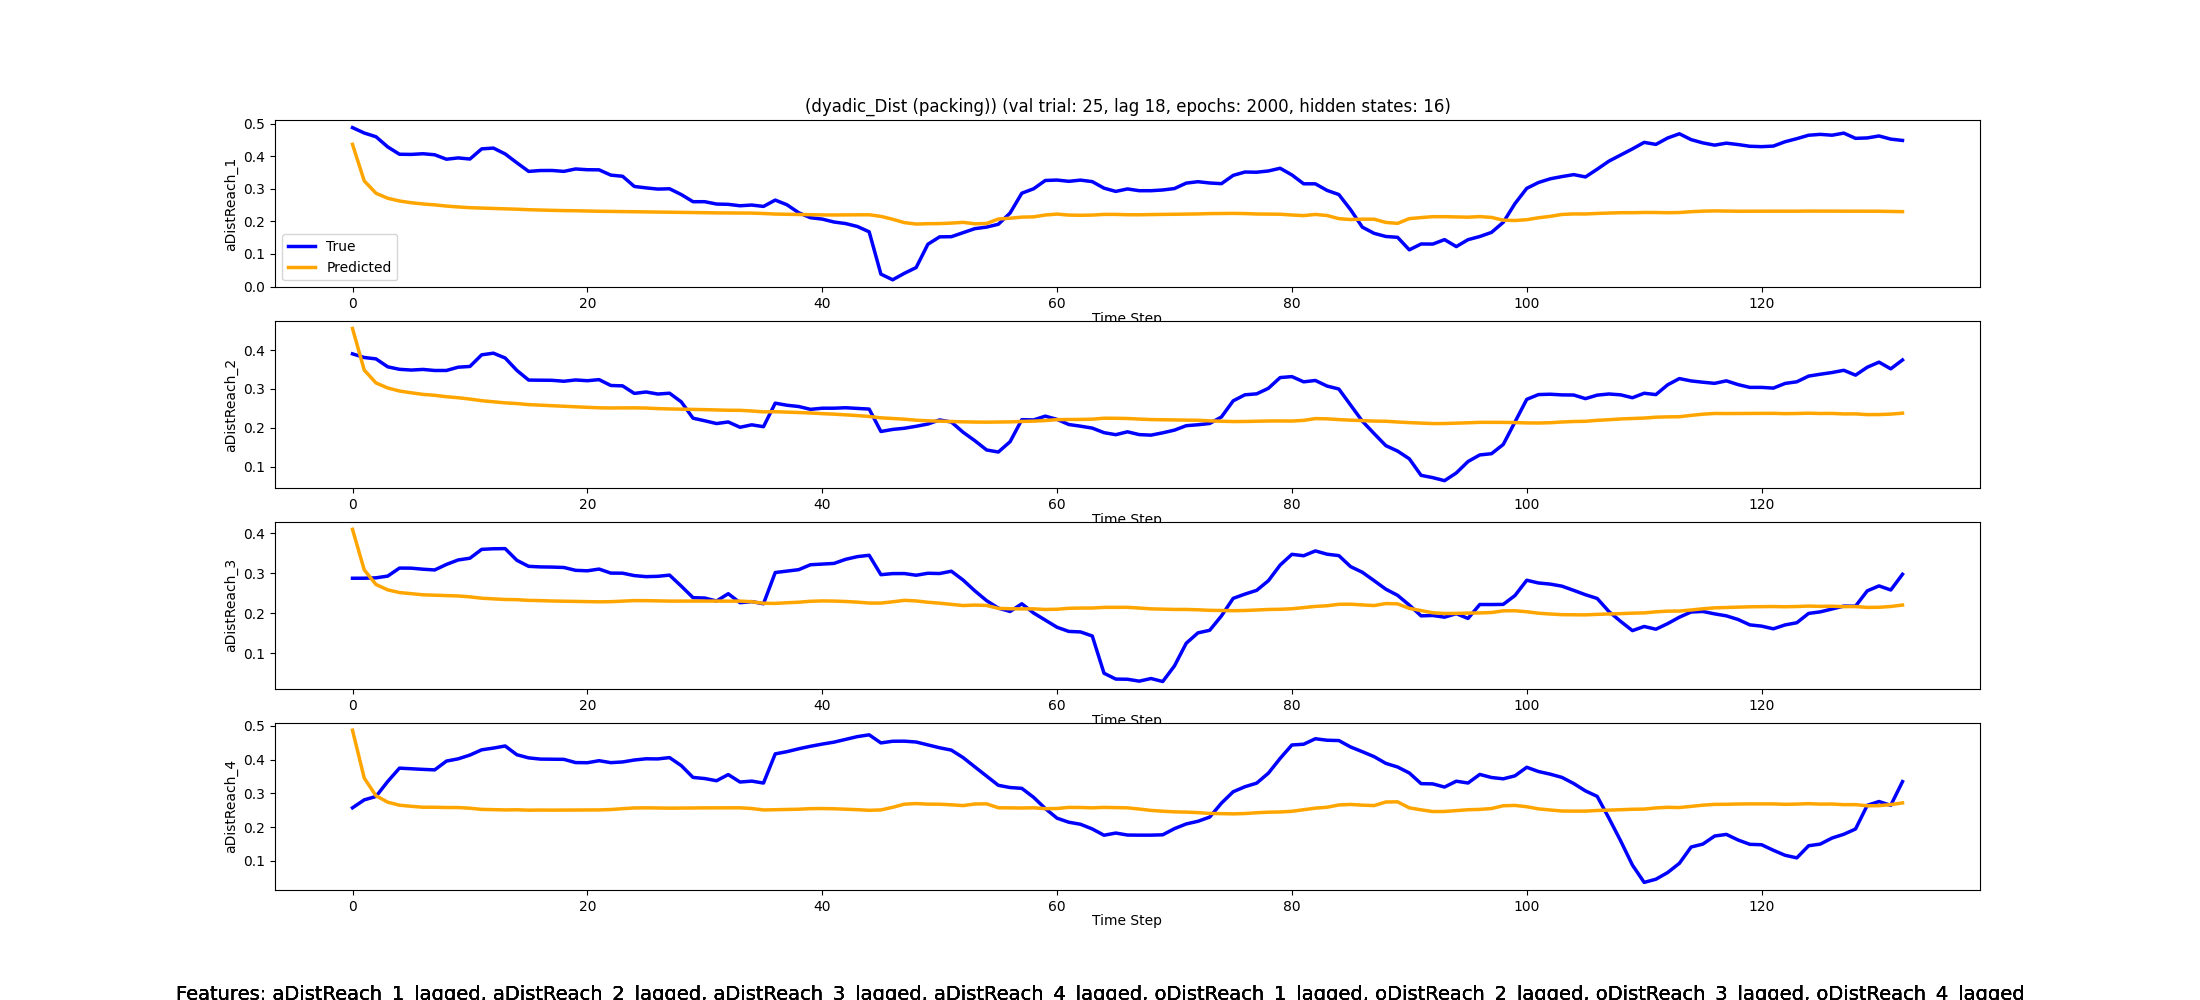 (dyadic_Dist (packing)) (val trial: 25, lag 18, epochs: 2000, hidden states: 16)
aDistReach_1
0.5
0.4
0.3
0.2
0.1
0.0
True
Predicted
0 20 40 60 80 100 120
Time Step
aDistReach_2
0.4
0.3
0.2
0.1
0 20 40 60 80 100 120
Time Step
aDistReach_3
0.4
0.3
0.2
0.1
0 20 40 60 80 100 120
Time Step
aDistReach_4
0.5
0.4
0.3
0.2
0.1
0 20 40 60 80 100 120
Time Step
Features: aDistReach_1_lagged, aDistReach_2_lagged, aDistReach_3_lagged, aDistReach_4_lagged, oDistReach_1_lagged, oDistReach_2_lagged, oDistReach_3_lagged, oDistReach_4_lagged